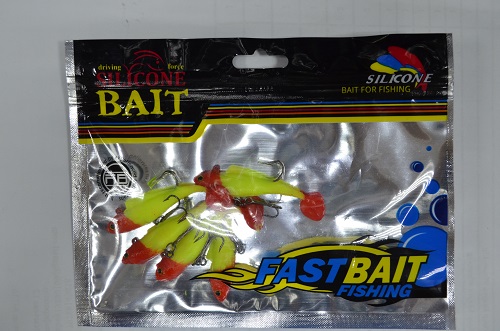 driving force
SILICONE
BAIT
SILICONE
BAIT FOR FISHING
FASTBAIT
FISHING